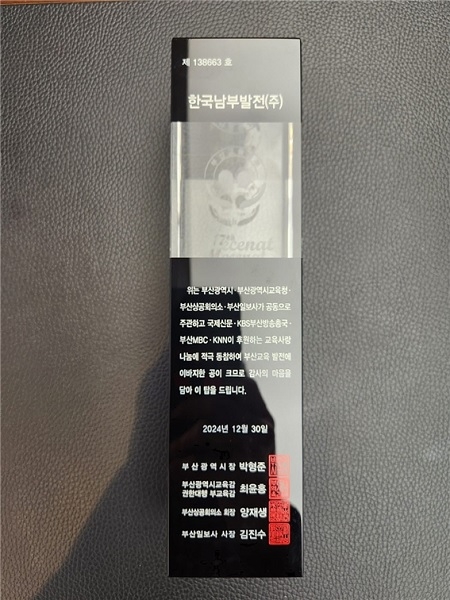 제 138663 호
한국남부발전(주)
위는 부산광역시·부산광역시교육청·
부산상공회의소·부산일보사가 공동으로
주관하고 국제신문·KBS부산방송총국·
부산MBC·KNN이 후원하는 교육사랑
나눔에 적극 동참하여 부산교육 발전에
이바지한 공이 크므로 감사의 마음을
담아 이 탑을 드립니다.
2024년 12월 30일
부산광역시장 박형준
부산광역시교육감
권한대행 부교육감 최윤홍
부산상공회의소 회장 양재생
부산일보사 사장 김진수